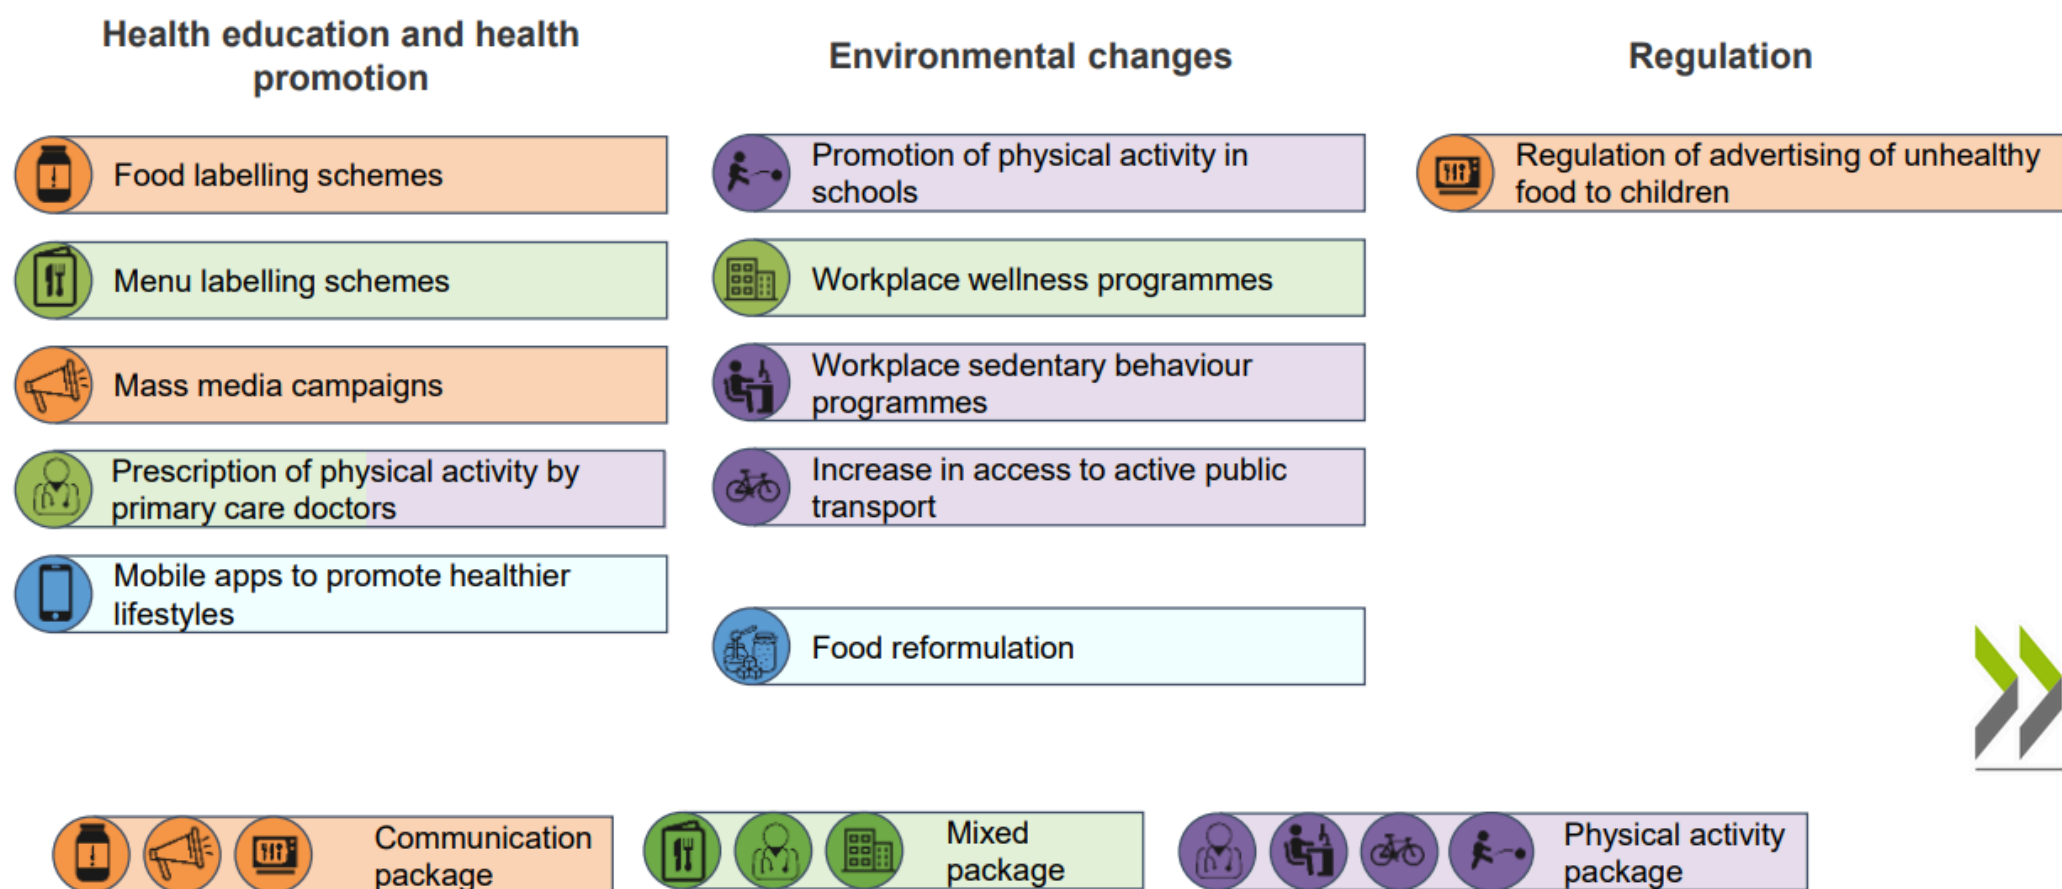 Health education and health
promotion
Food labelling schemes
Menu labelling schemes
Mass media campaigns
Prescription of physical activity by
primary care doctors
Mobile apps to promote healthier
lifestyles
Environmental changes
Promotion of physical activity in
schools
Workplace wellness programmes
Workplace sedentary behaviour
programmes
Increase in access to active public
transport
Food reformulation
Regulation
Regulation of advertising of unhealthy
food to children
Communication
package
Mixed
package
Physical activity
package